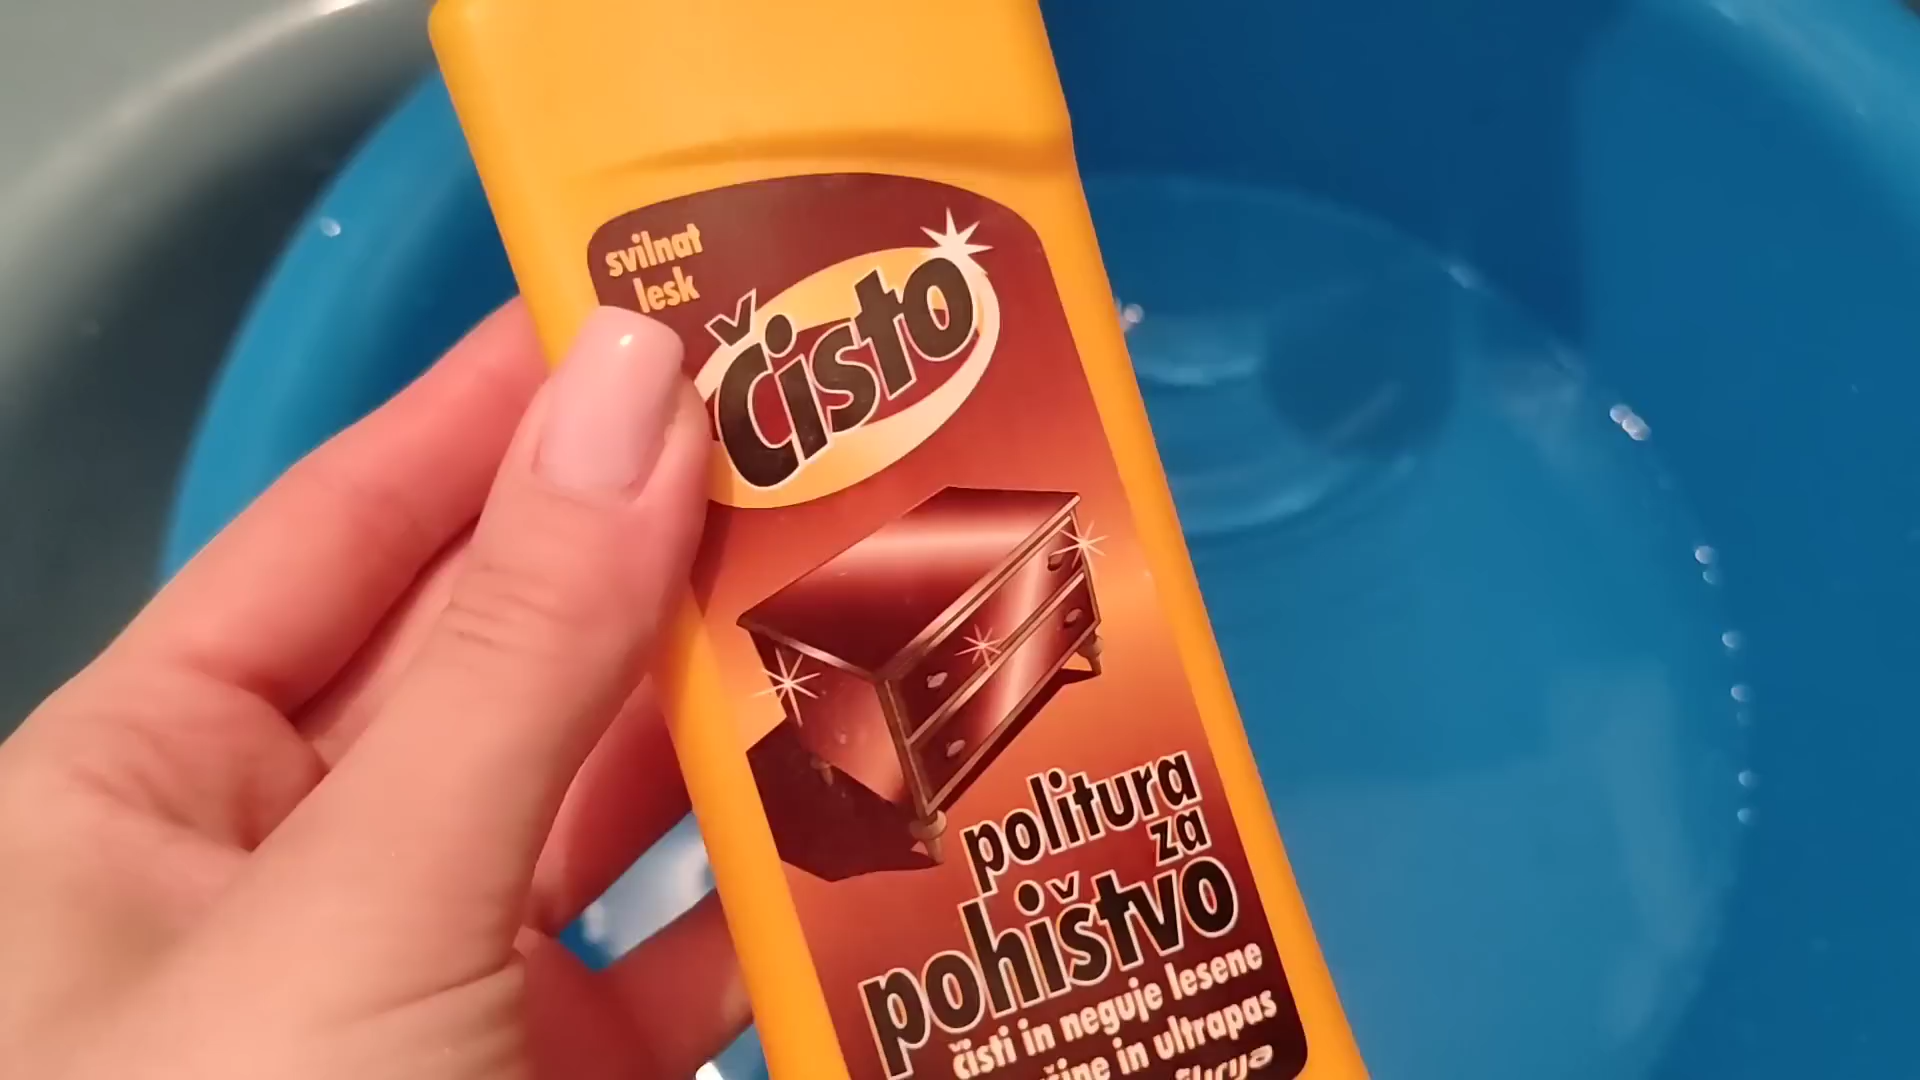 svilnat
lesk
Čisto
politura
za
pohištvo
čisti in neguje lesene
in ultrapas